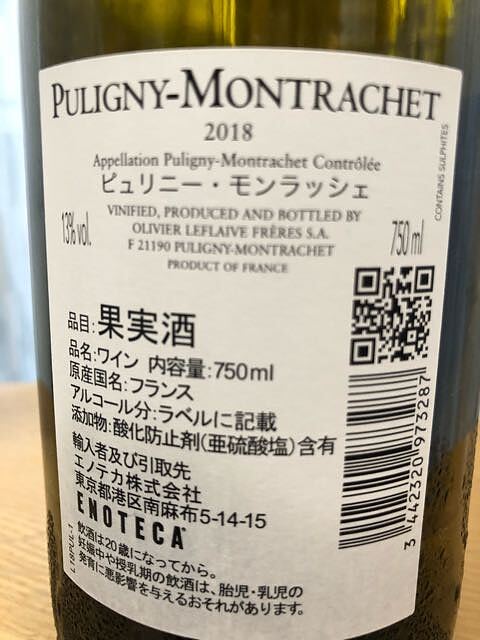 PULIGNY-MONTRACHET
2018
Appellation Puligny-Montrachet Contrôlée
ピュリニー・モンラッシェ
VINIFIED, PRODUCED AND BOTTLED BY
OLIVIER LEFLAIVE FRÈRES S.A.
F 21190 PULIGNY-MONTRACHET
PRODUCT OF FRANCE
13% vol.
750 ml
CONTAINS SULPHITES
品目:果実酒
品名:ワイン 内容量:750ml
原産国名:フランス
アルコール分:ラベルに記載
添加物:酸化防止剤(亜硫酸塩)含有
輸入者及び引取先
エノテカ株式会社
東京都港区南麻布5-14-15
ENOTECA
飲酒は20歳になってから。
妊娠中や授乳期の飲酒は、胎児・乳児の
発育に悪影響を与えるおそれがあります。
L18PUL-1
3 442320 973287